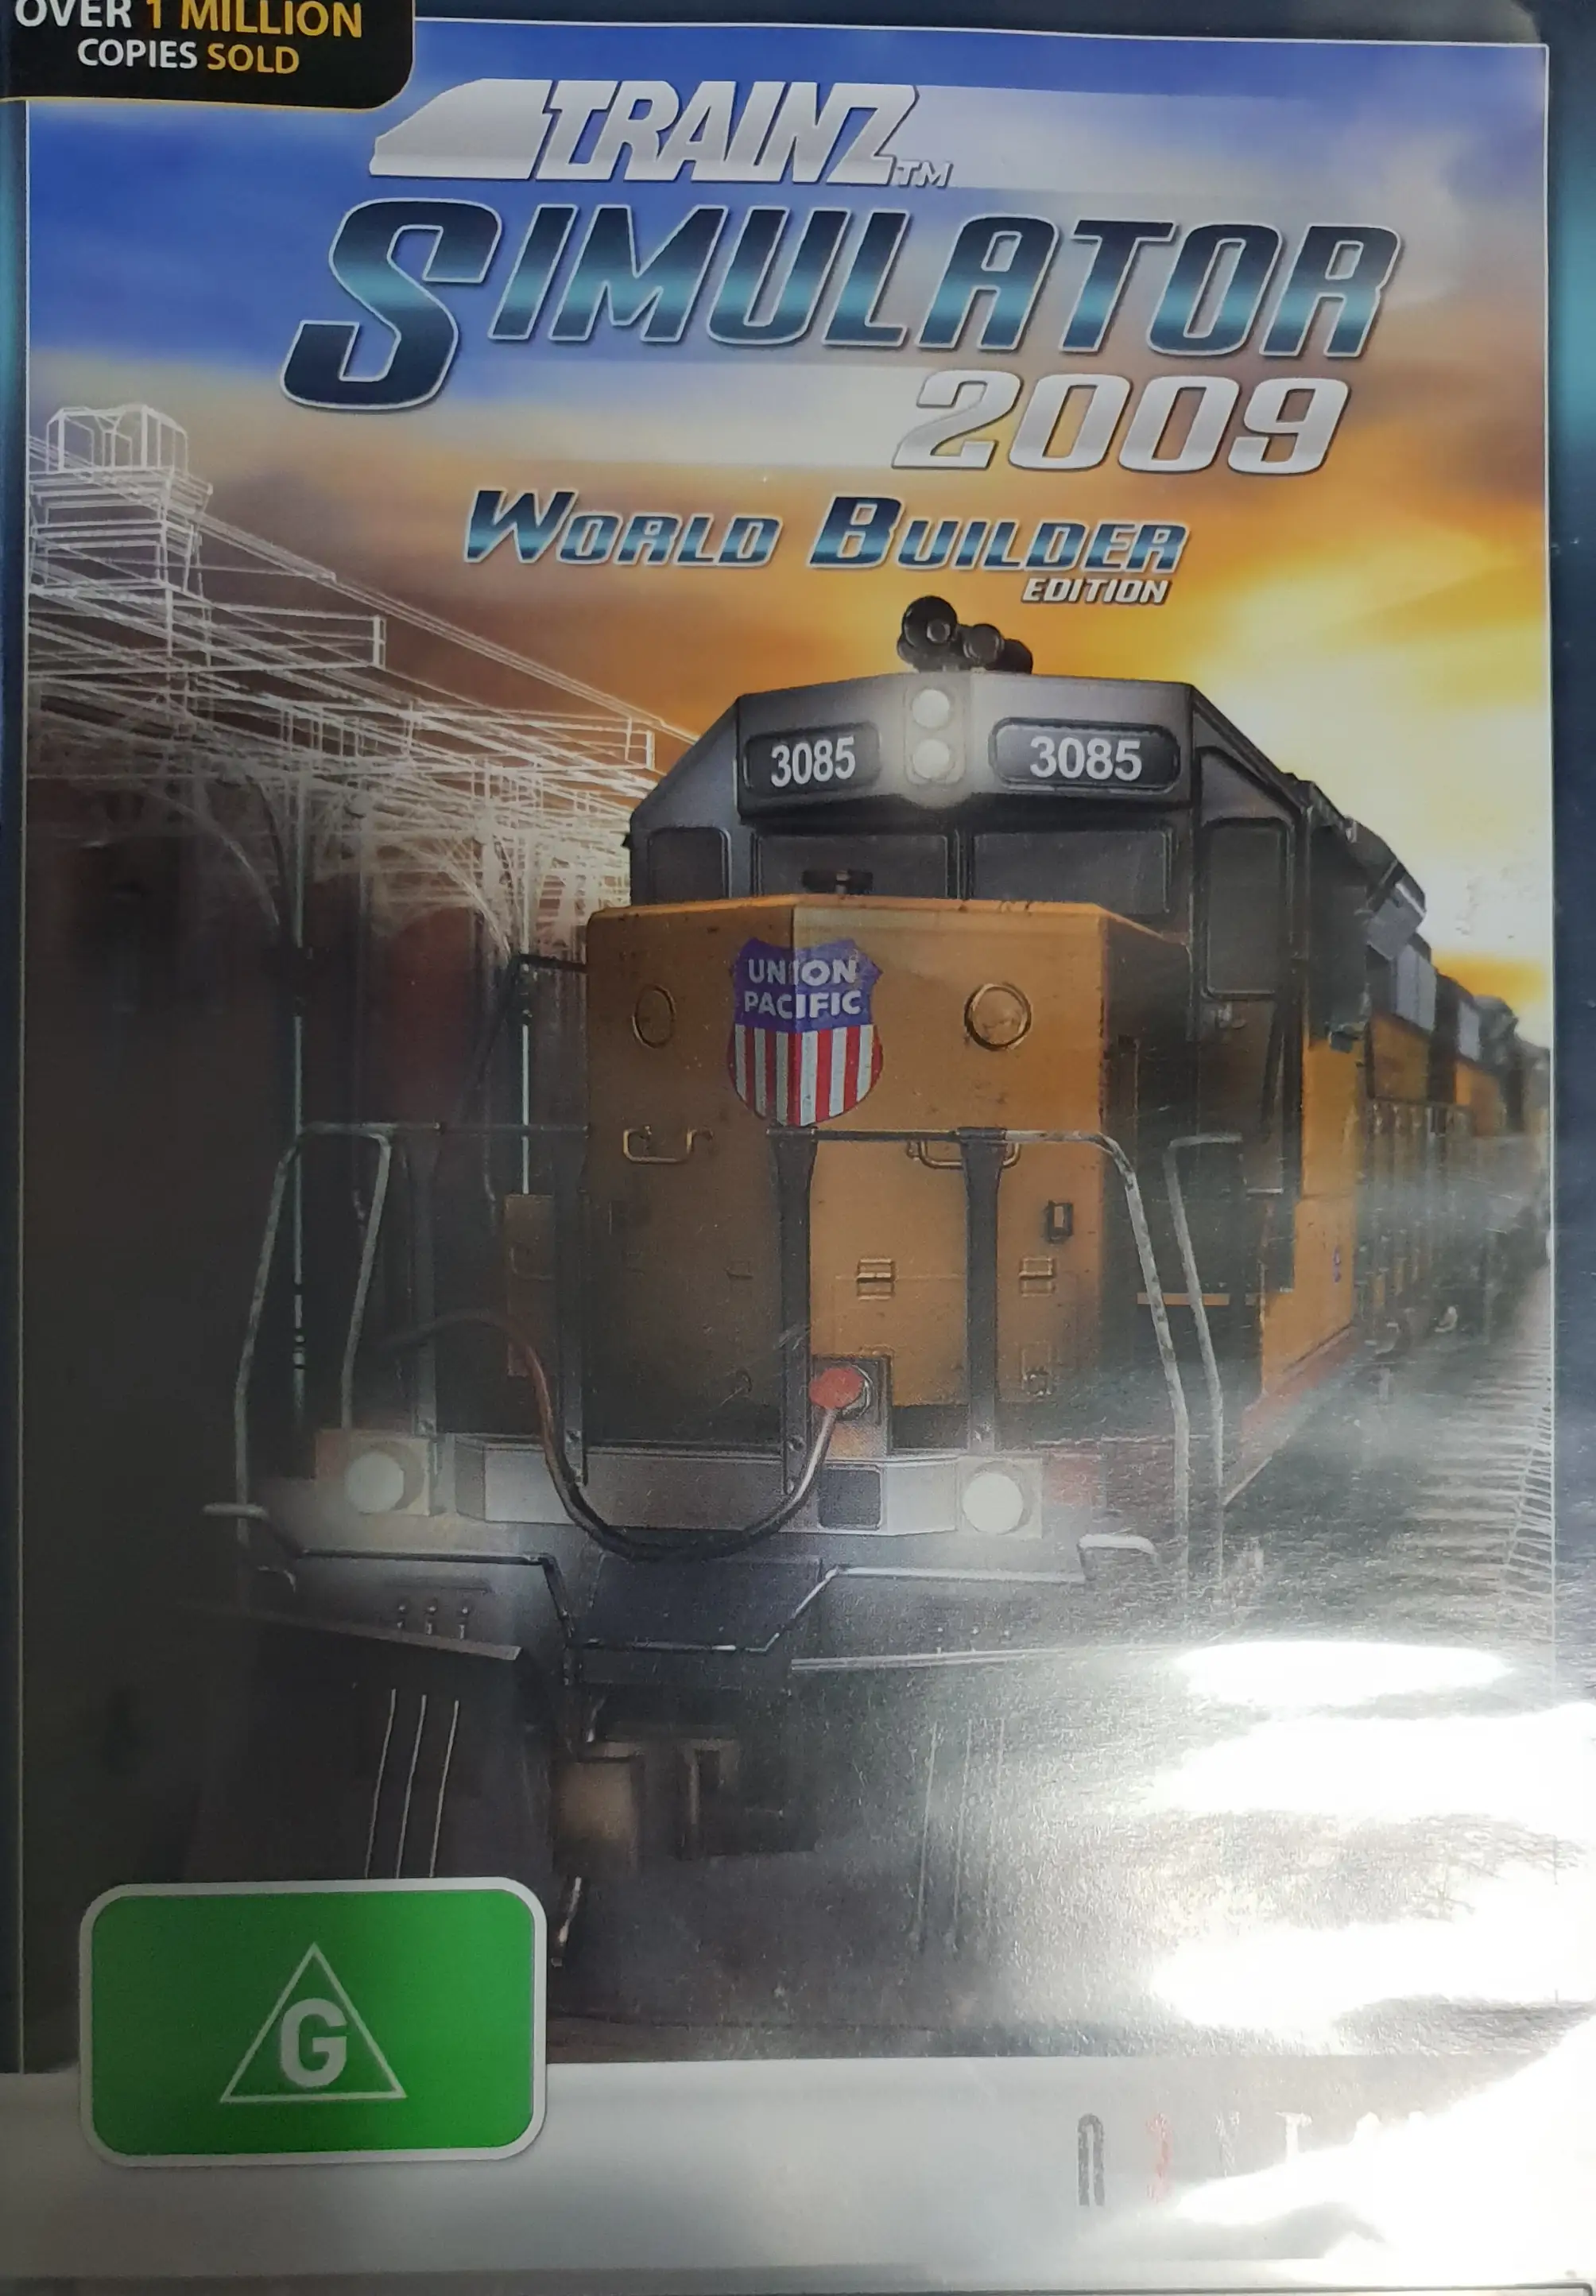 OVER 1 MILLION
COPIES SOLD
TRAINZ™
SIMULATOR
2009
WORLD BUILDER
EDITION
3085 3085
UNION
PACIFIC
G